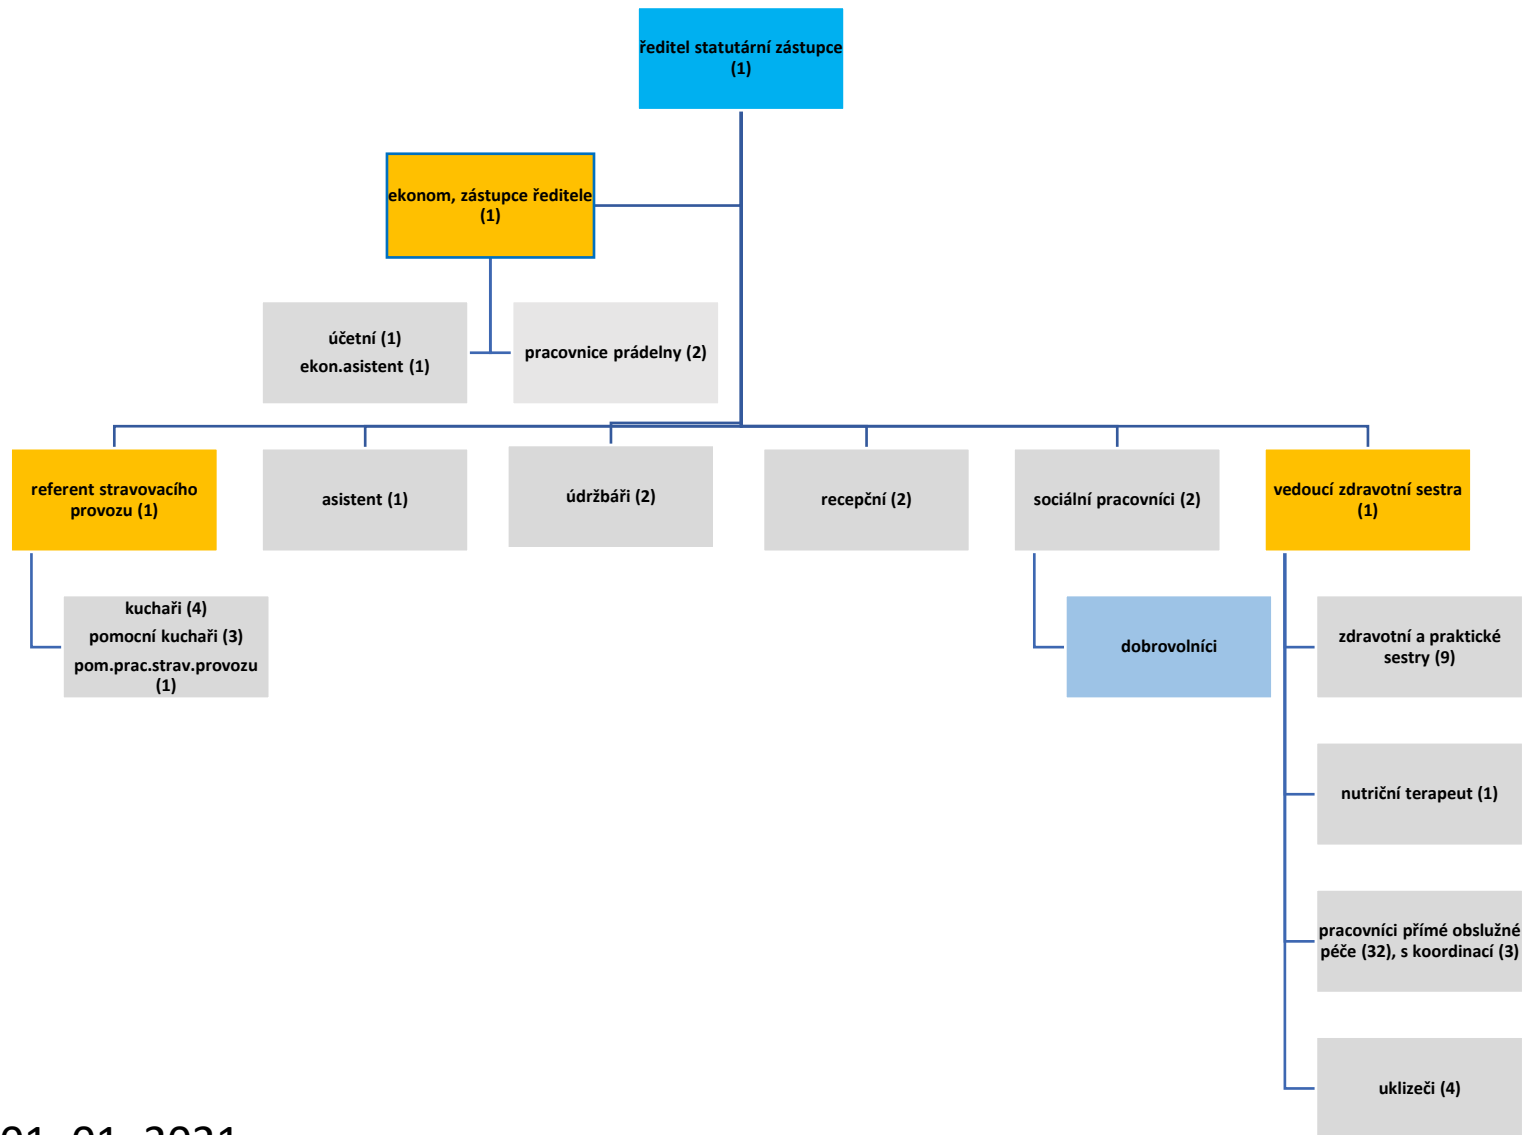 ředitel statutární zástupce
(1)
ekonom, zástupce ředitele
(1)
účetní (1)
ekon.asistent (1)
pracovnice prádelny (2)
referent stravovacího
provozu (1)
asistent (1)
údržbáři (2)
recepční (2)
sociální pracovníci (2)
vedoucí zdravotní sestra
(1)
kuchaři (4)
pomocní kuchaři (3)
pom.prac.strav.provozu
(1)
dobrovolníci
zdravotní a praktické
sestry (9)
nutriční terapeut (1)
pracovníci přímé obslužné
péče (32), s koordinací (3)
uklizeči (4)
01. 01. 2021